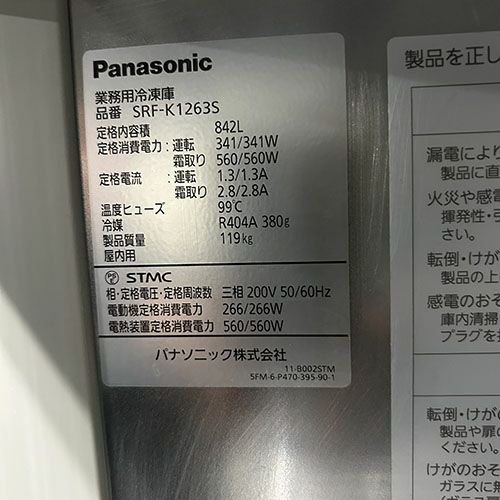 Panasonic
業務用冷凍庫
品番 SRF-K1263S
定格内容積 842L
定格消費電力:運転 341/341W
霜取り 560/560W
定格電流 :運転 1.3/1.3A
霜取り 2.8/2.8A
温度ヒューズ 99℃
冷媒 R404A 380g
製品質量 119kg
屋内用
STMC
相・定格電圧・定格周波数 三相 200V 50/60Hz
電動機定格消費電力 266/266W
電熱装置定格消費電力 560/560W
パナソニック株式会社
11-B002STM
5FM-6-P470-395-90-1
製品を正し
漏電により
製品に直
火災や感電
揮発性・引
さい。
転倒・けが
製品の上
感電のおそ
庫内清掃
プラグを
転倒・けがの
製品や扉の
ください。
けがのおそ
ガラスに